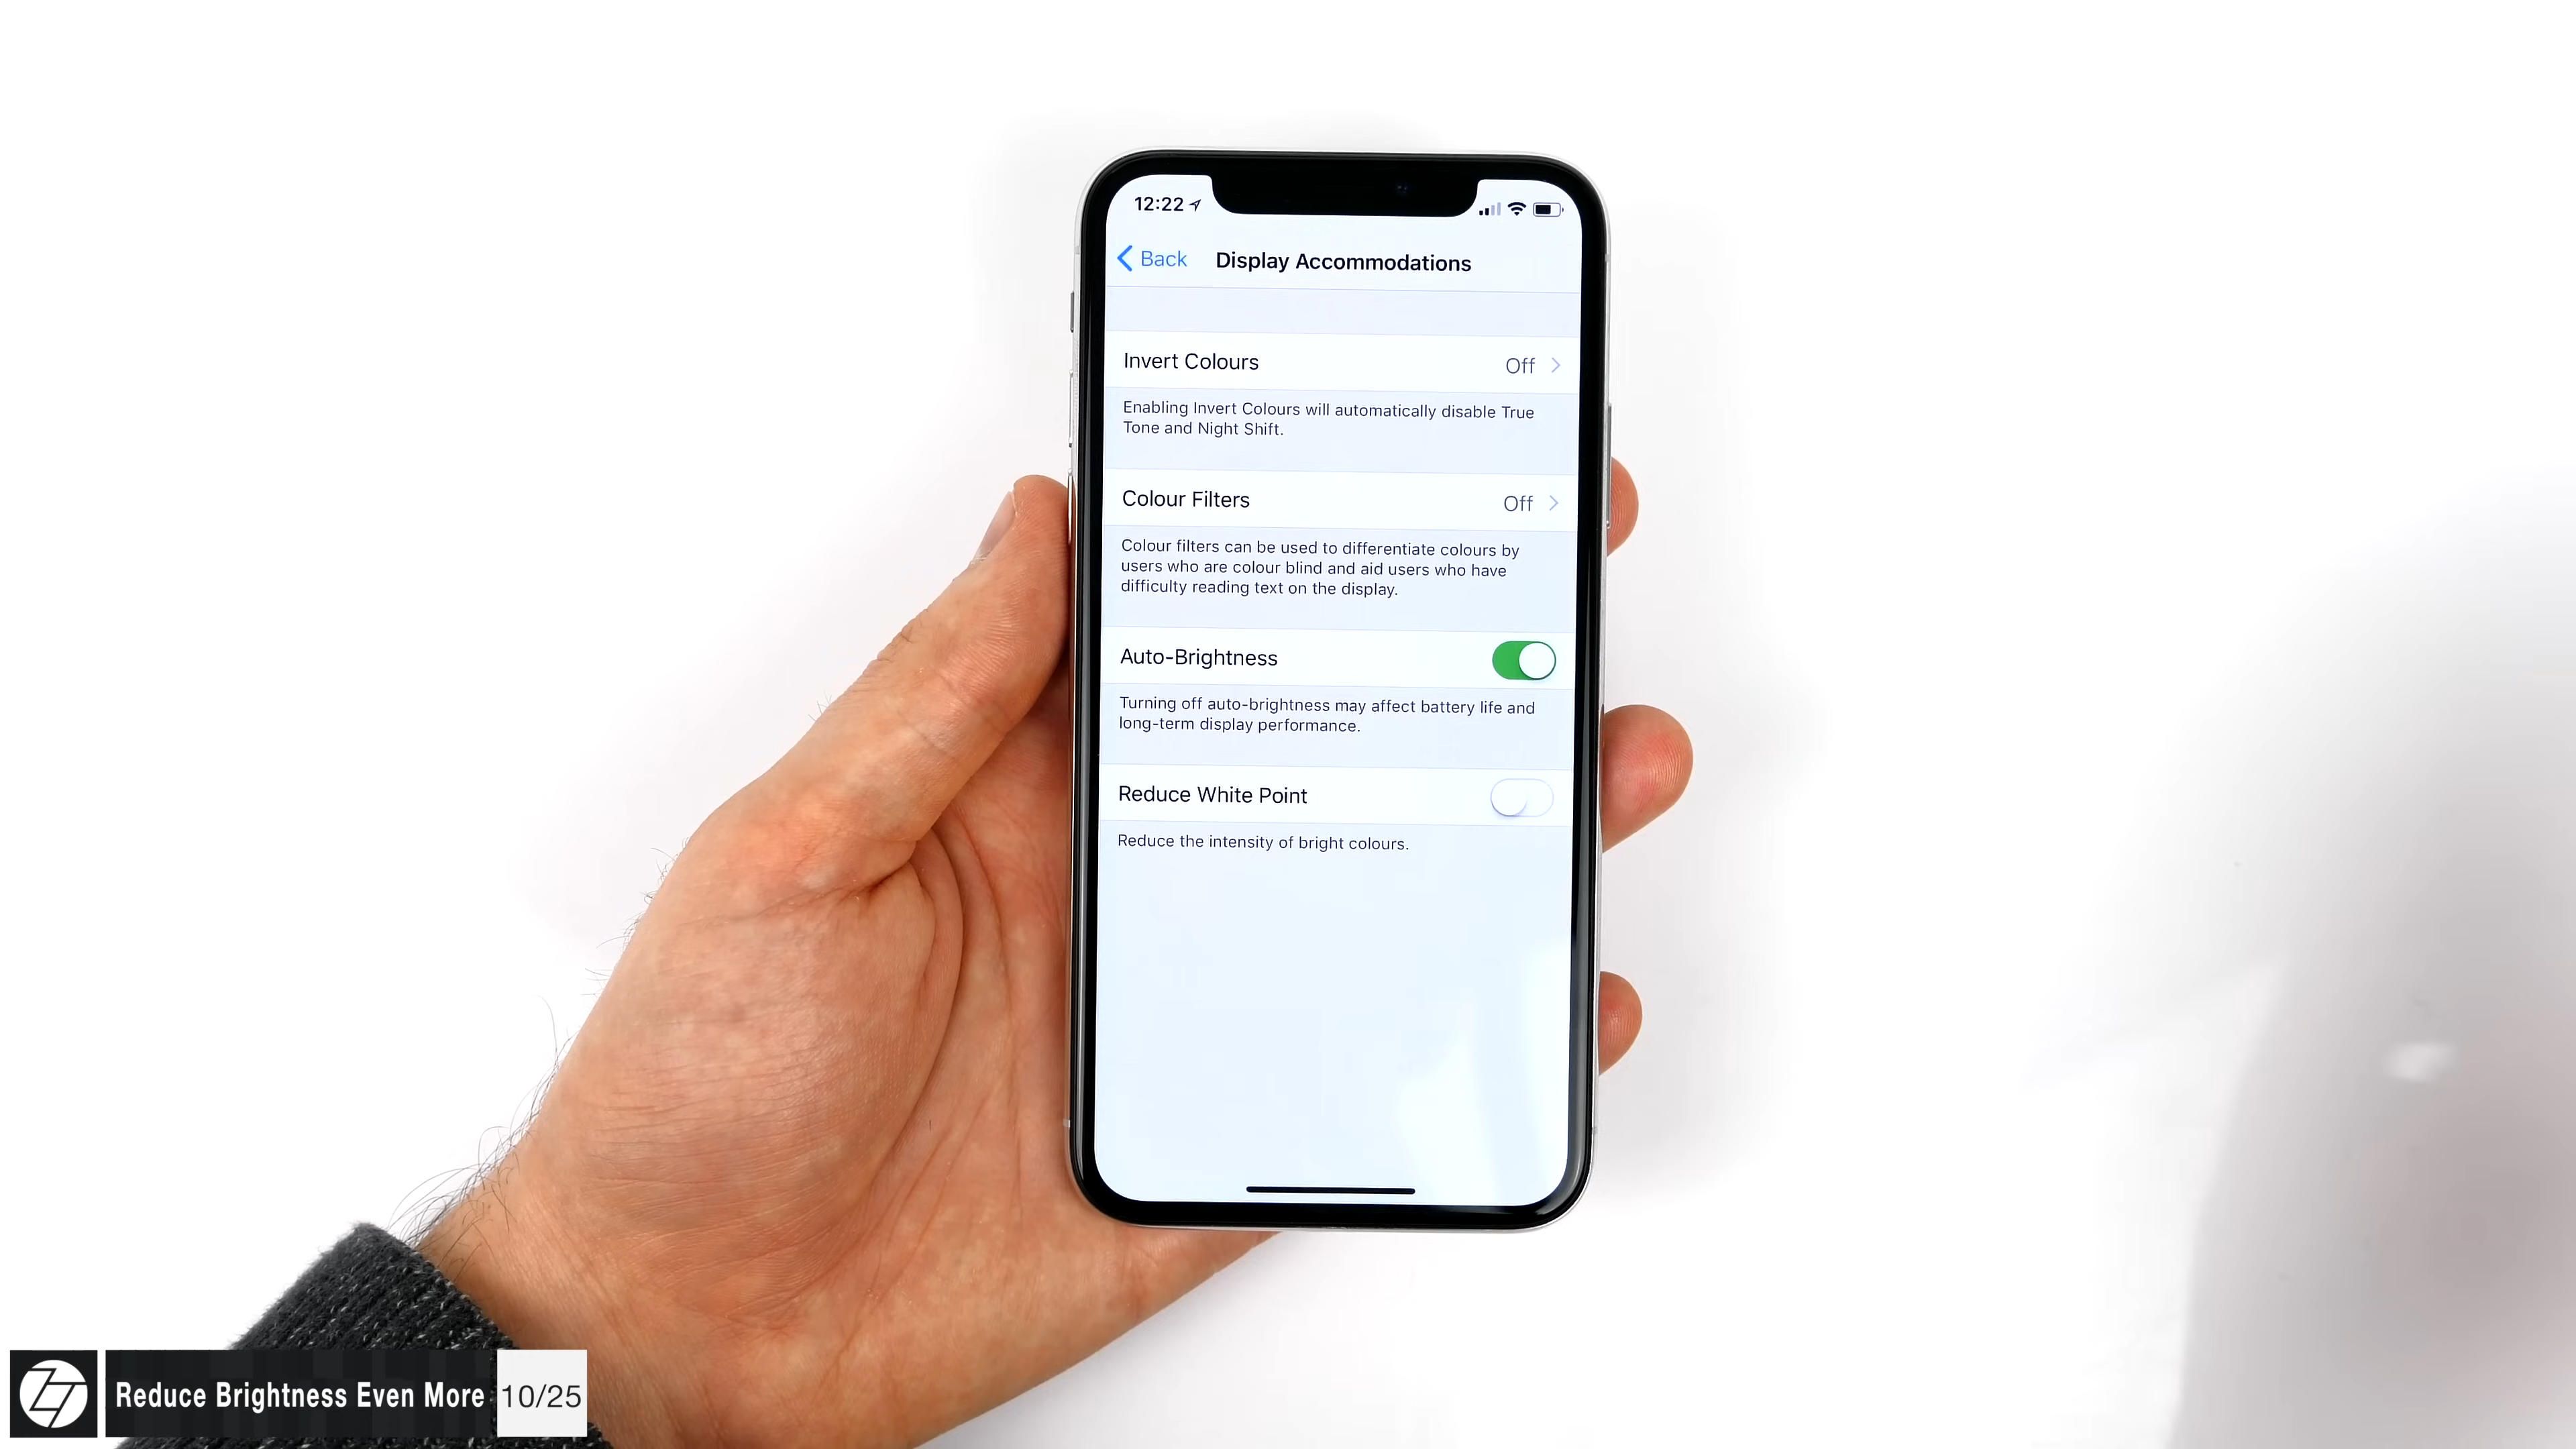 12:22
Back
Display Accommodations
Invert Colours Off
Enabling Invert Colours will automatically disable True
Tone and Night Shift.
Colour Filters Off
Colour filters can be used to differentiate colours by
users who are colour blind and aid users who have
difficulty reading text on the display.
Auto-Brightness
Turning off auto-brightness may affect battery life and
long-term display performance.
Reduce White Point
Reduce the intensity of bright colours.
Reduce Brightness Even More 10/25